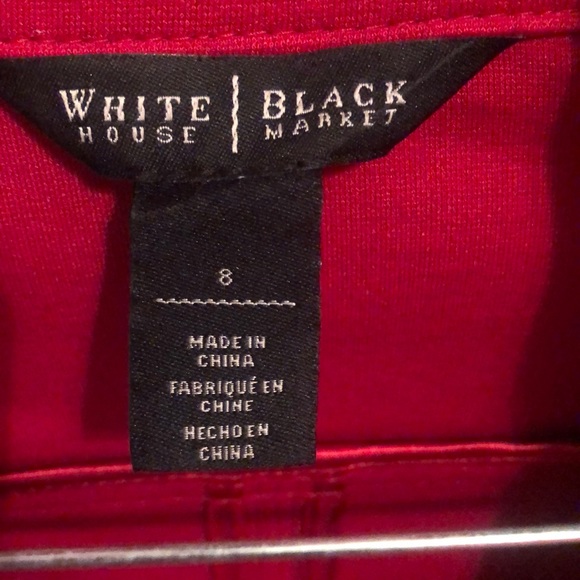 WHITE | BLACK
HOUSE | MARKET
8
MADE IN
CHINA
FABRIQUÉ EN
CHINE
HECHO EN
CHINA